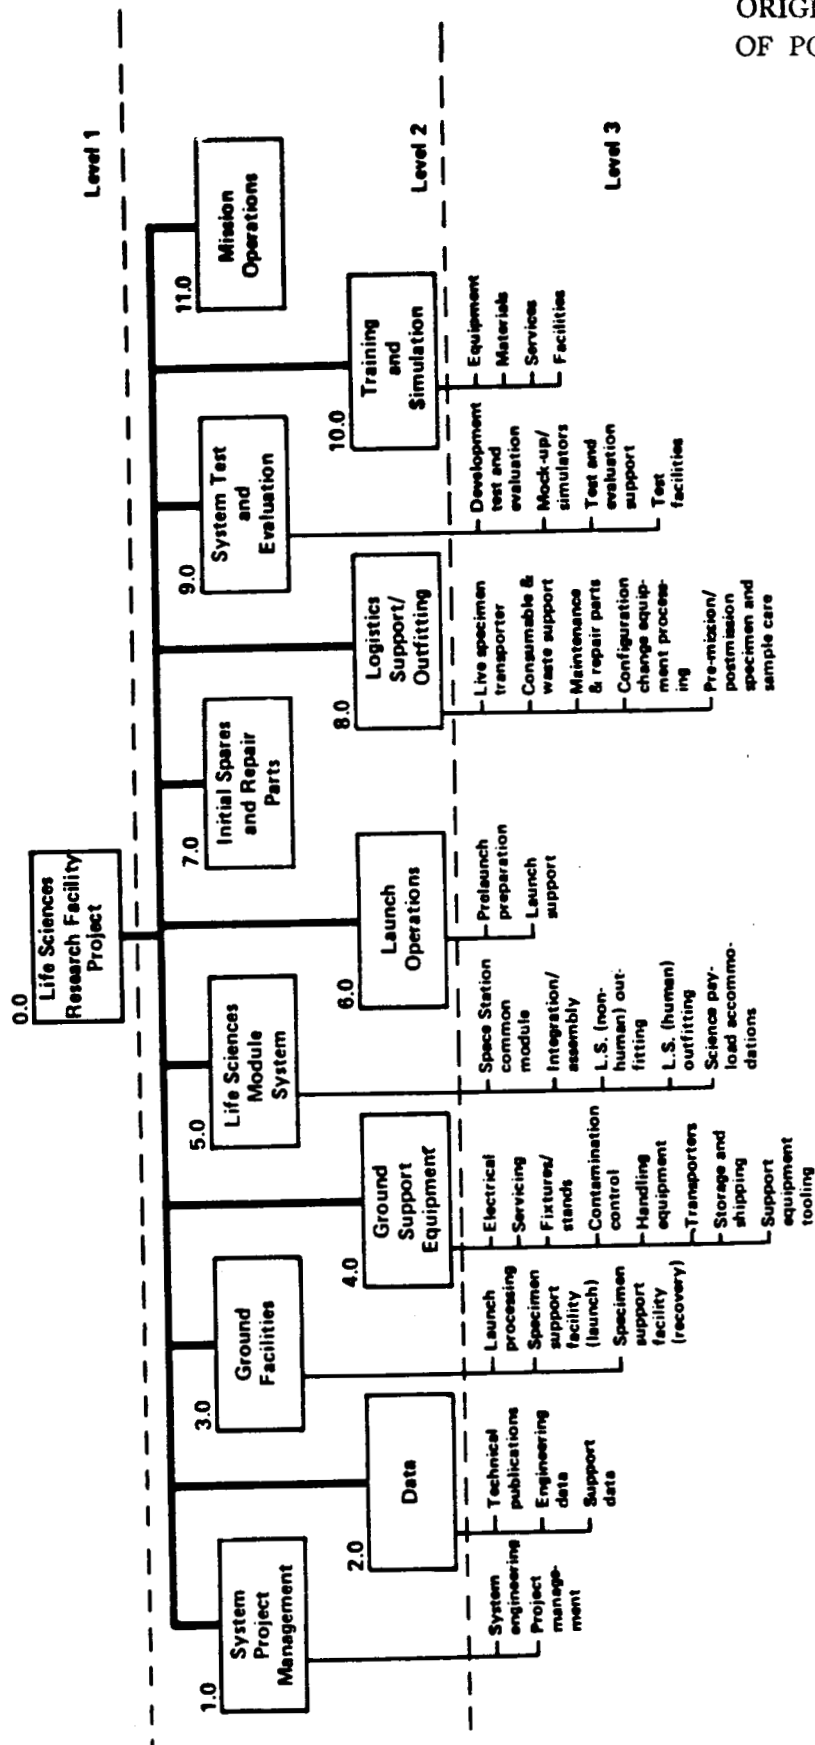 ORIGI
OF PO
Level 1
0.0
Life Sciences
Research Facility
Project
Level 2
1.0
System
Project
Management
2.0
Data
3.0
Ground
Facilities
4.0
Ground
Support
Equipment
5.0
Life Sciences
Module
System
6.0
Launch
Operations
7.0
Initial Spares
and Repair
Parts
8.0
Logistics
Support/
Outfitting
9.0
System Test
and
Evaluation
10.0
Training
and
Simulation
11.0
Mission
Operations
Level 3
System
engineering
Project
manage-
ment
Technical
publications
Engineering
data
Support
data
Launch
processing
Specimen
support
facility
(launch)
Specimen
support
facility
(recovery)
Electrical
Servicing
Fixtures/
stands
Contamination
control
Handling
equipment
Transporters
Storage and
shipping
Support
equipment
tooling
Space Station
common
module
Integration/
assembly
L.S. (non-
human) out-
fitting
L.S. (human)
outfitting
Science pay-
load accommo-
dations
Prelaunch
preparation
Launch
support
Live specimen
transporter
Consumable &
waste support
Maintenance
& repair parts
Configuration
change equip-
ment process-
ing
Pre-mission/
postmission
specimen and
sample care
Development
test and
evaluation
Mock-up/
simulators
Test and
evaluation
support
Test
facilities
Equipment
Materials
Services
Facilities